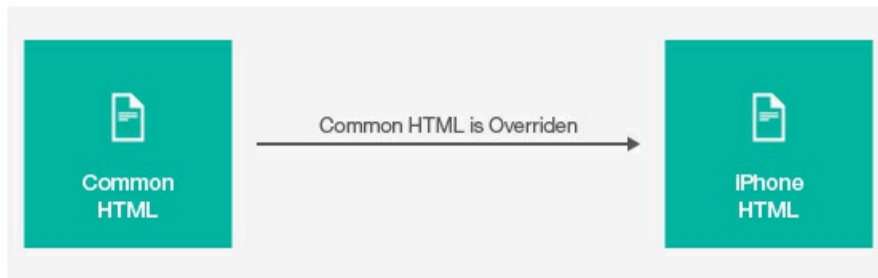 Common HTML is Overriden
Common
HTML
iPhone
HTML